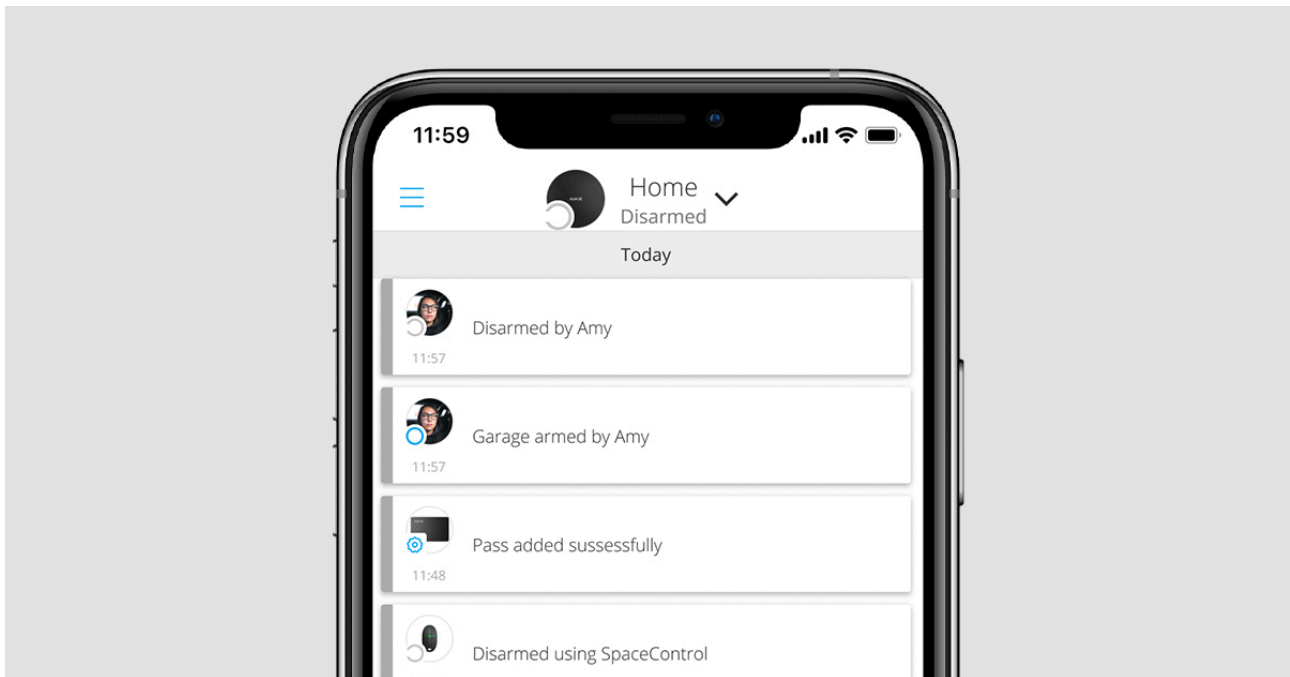 11:59
AJAX
Home
Disarmed
Today
Disarmed by Amy
11:57
Garage armed by Amy
11:57
Pass added sussessfully
11:48
Disarmed using SpaceControl